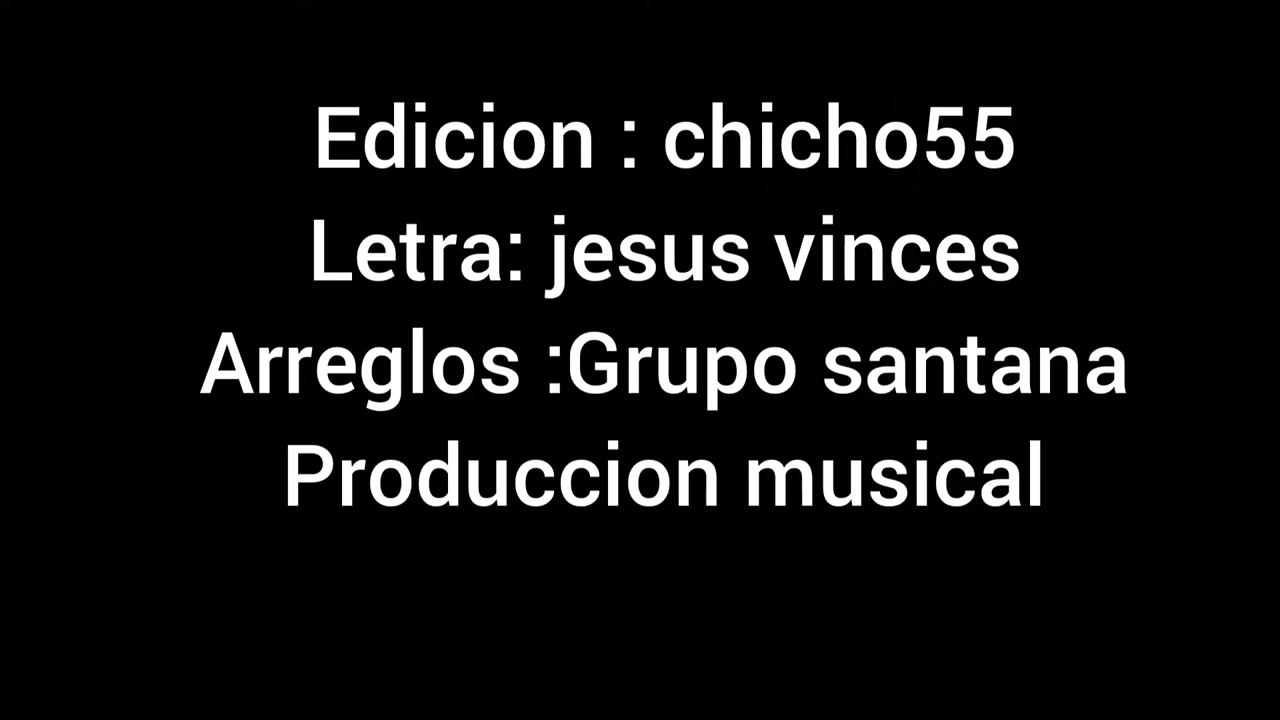 Edicion : chicho55
Letra: jesus vinces
Arreglos :Grupo santana
Produccion musical